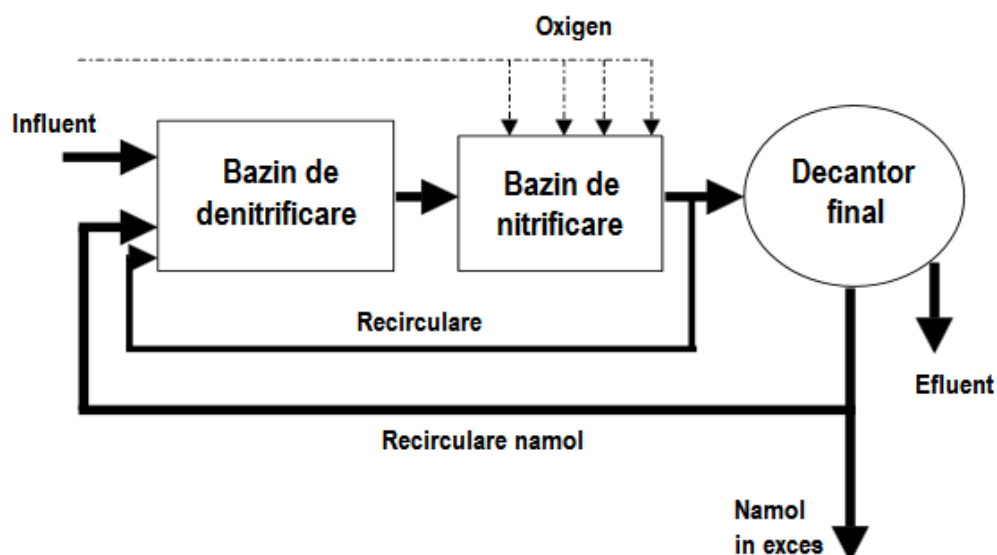 Oxigen
Influent
Bazin de
denitrificare
Bazin de
nitrificare
Decantor
final
Recirculare
Efluent
Recirculare namol
Namol
in exces